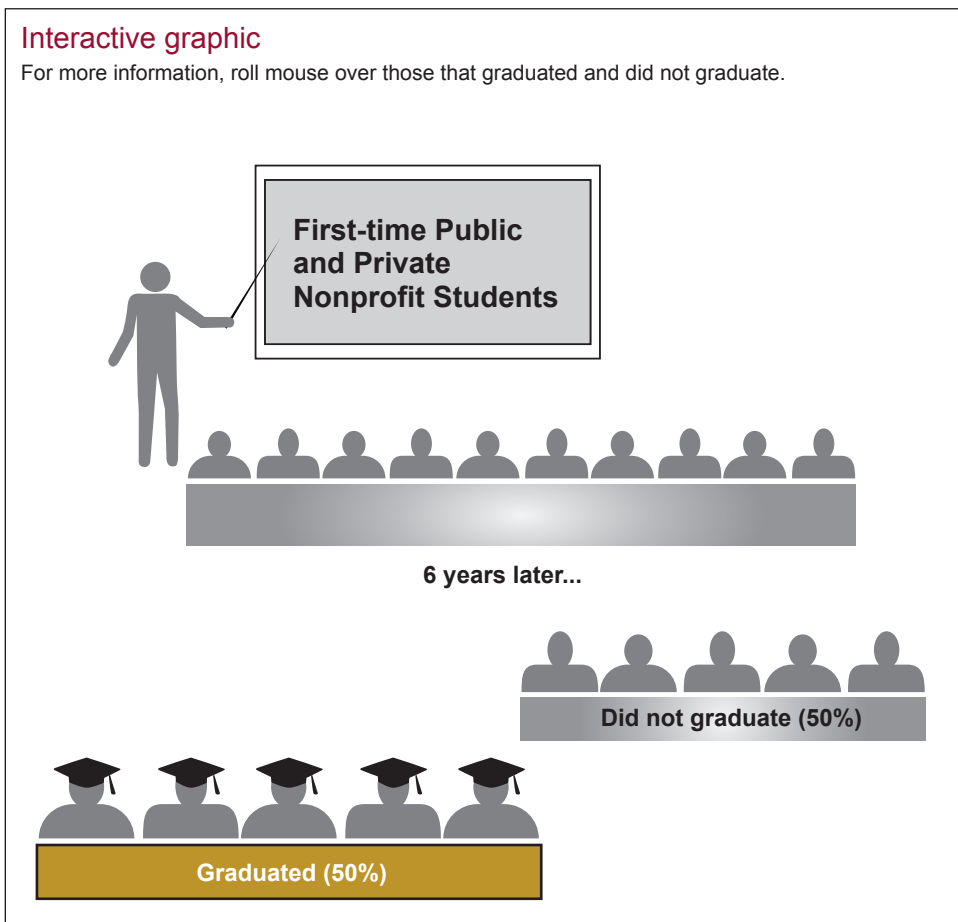 Interactive graphic
For more information, roll mouse over those that graduated and did not graduate.
First-time Public
and Private
Nonprofit Students
6 years later...
Did not graduate (50%)
Graduated (50%)